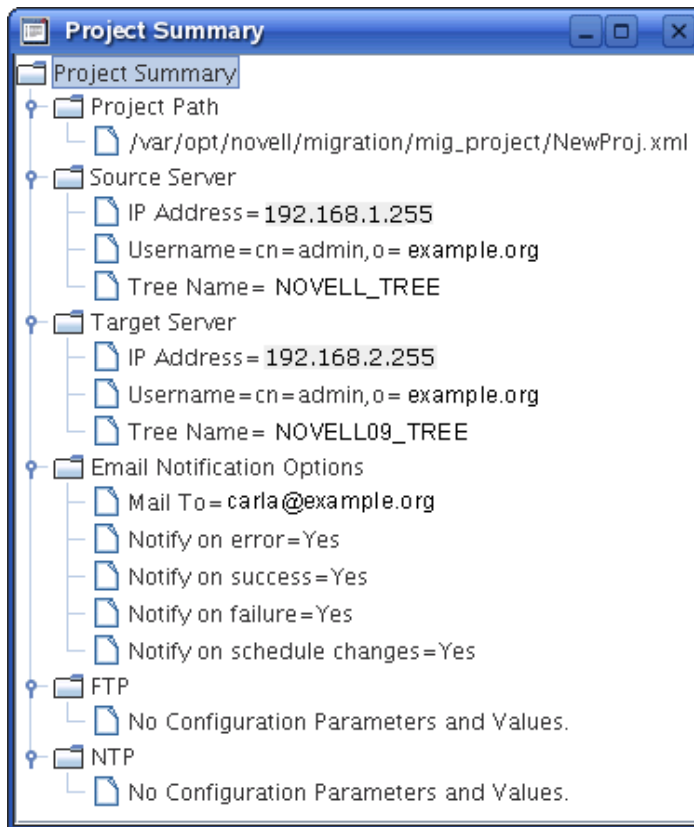 Project Summary
Project Summary
Project Path
/var/opt/novell/migration/mig_project/NewProj.xml
Source Server
IP Address= 192.168.1.255
Username=cn=admin,o= example.org
Tree Name= NOVELL_TREE
Target Server
IP Address= 192.168.2.255
Username=cn=admin,o= example.org
Tree Name= NOVELL09_TREE
Email Notification Options
Mail To= carla@example.org
Notify on error=Yes
Notify on success=Yes
Notify on failure=Yes
Notify on schedule changes=Yes
FTP
No Configuration Parameters and Values.
NTP
No Configuration Parameters and Values.